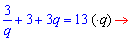 3/q + 3 + 3q = 13 (·q) →